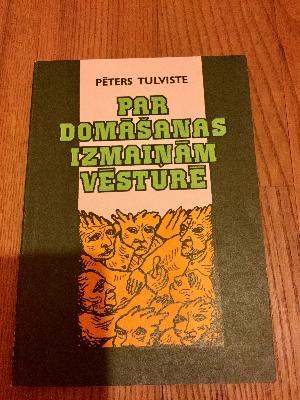 PĒTERS TULVISTE
PAR
DOMĀŠANAS
IZMAIŅĀM
VĒSTURĒ